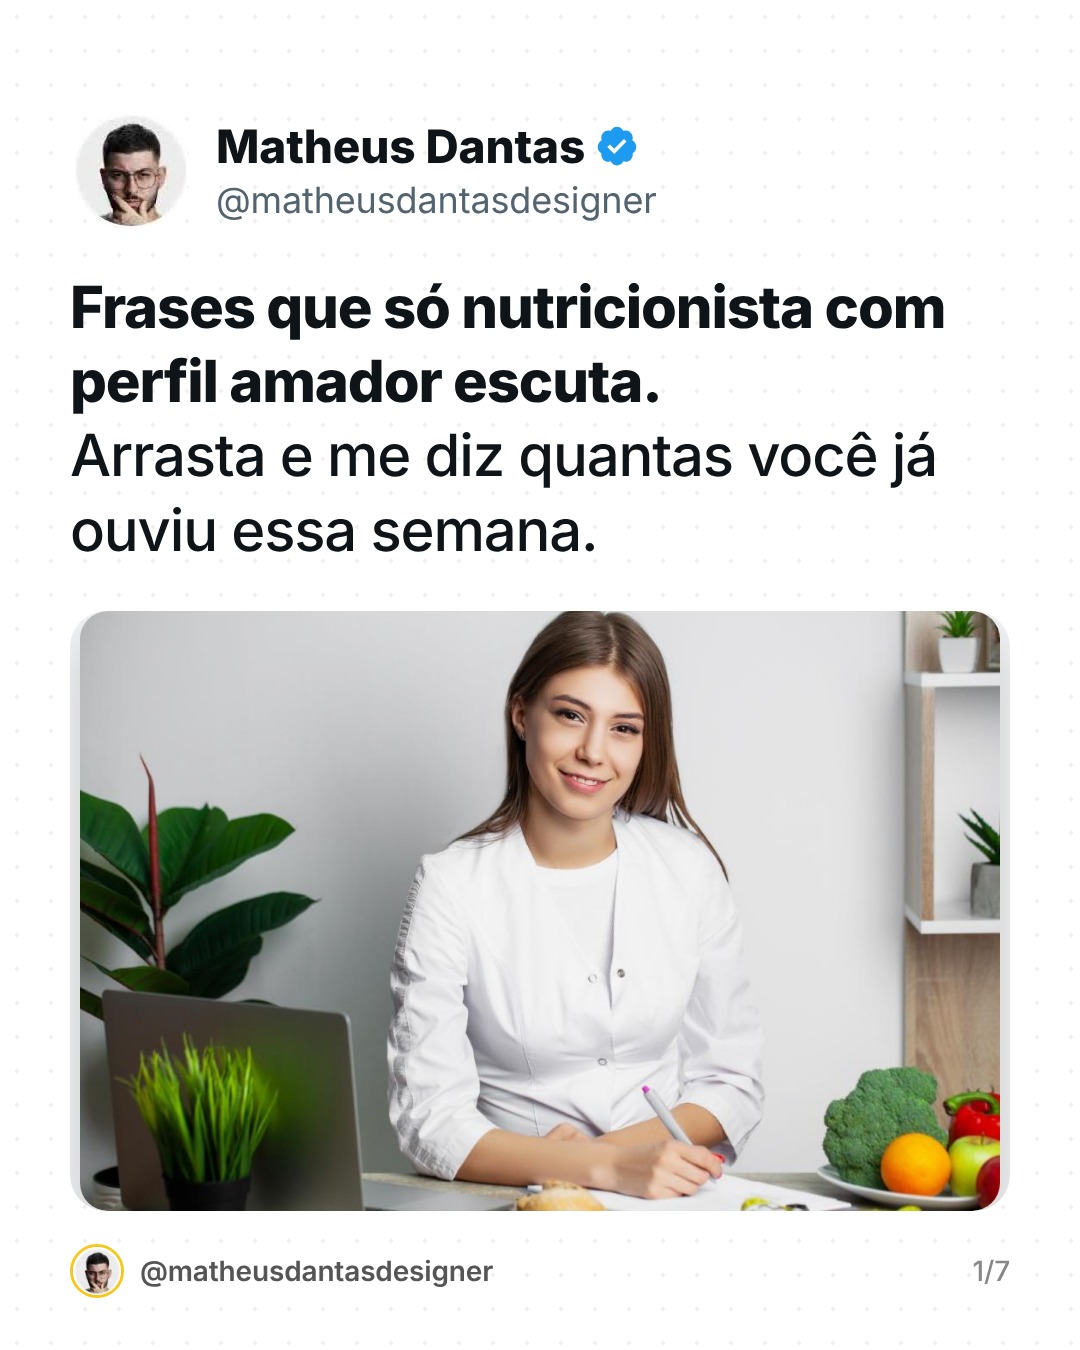 Matheus Dantas
@matheusdantasdesigner
Frases que só nutricionista com
perfil amador escuta.
Arrasta e me diz quantas você já
ouviu essa semana.
@matheusdantasdesigner
1/7